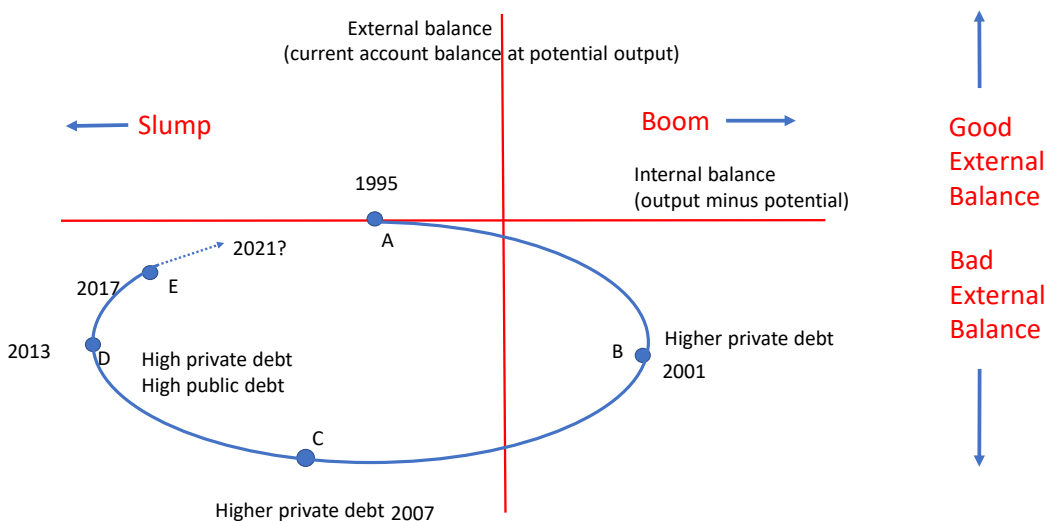 External balance
(current account balance at potential output)
Slump
Boom
Good
External
Balance
Internal balance
(output minus potential)
1995
A
2021?
Bad
External
Balance
2017
E
2013
D
High private debt
High public debt
B
Higher private debt
2001
C
Higher private debt 2007